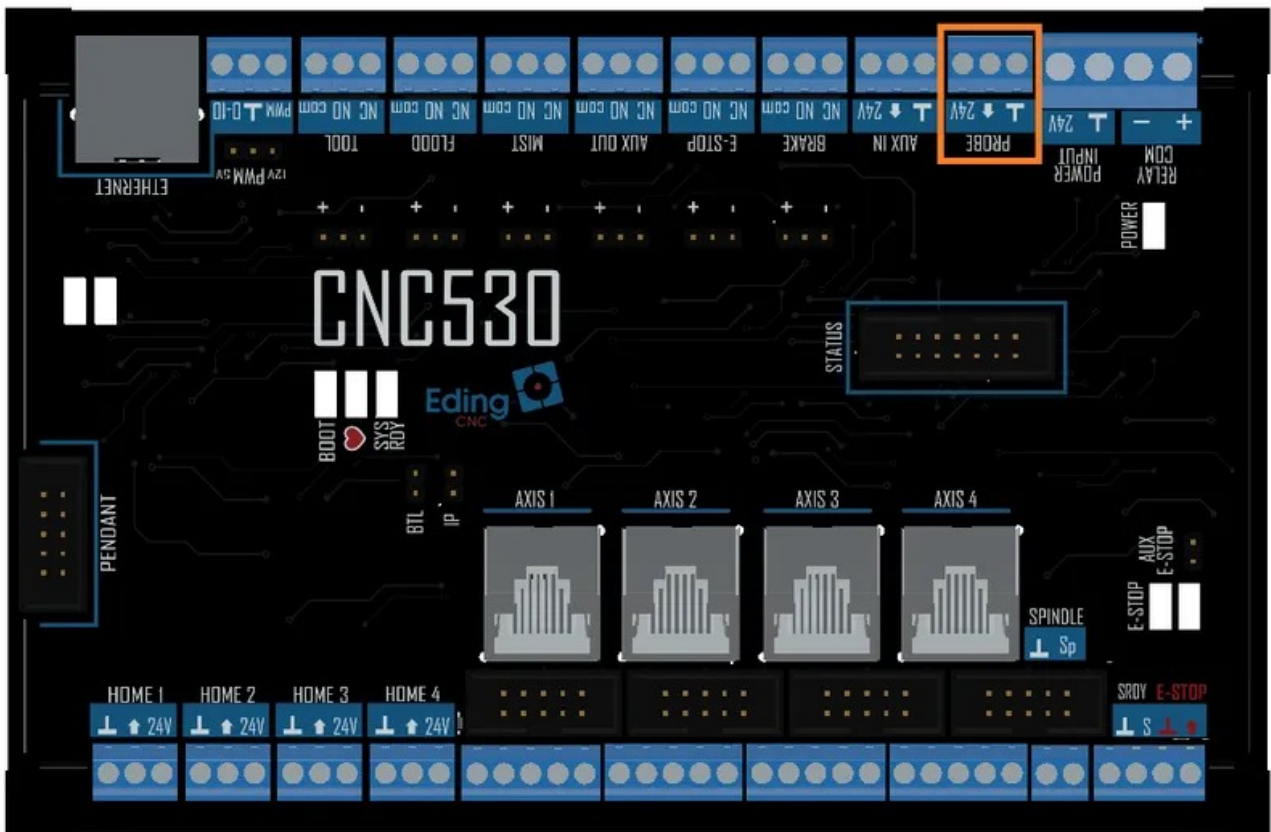 0-10 PWM
com NO NC
com NO NC
com NO NC
com NO NC
com NO NC
com NO NC
24V
24V
24V
- +
ETHERNET
5V PWM 12V
TOOL
FLOOD
MIST
AUX OUT
E-STOP
BRAKE
AUX IN
PROBE
POWER
INPUT
RELAY
COM
+ -
+ -
+ -
+ -
+ -
+ -
POWER
CNC530
STATUS
Eding
CNC
BOOT
SYS
RDY
PENDANT
BTL
IP
AXIS 1
AXIS 2
AXIS 3
AXIS 4
AUX
E-STOP
E-STOP
SPINDLE
Sp
HOME 1
24V
HOME 2
24V
HOME 3
24V
HOME 4
24V
SRDY E-STOP
S